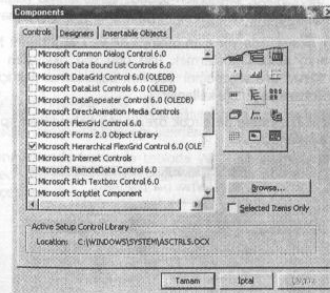 Components
Controls Designers Insertable Objects
Microsoft Common Dialog Control 6.0
Microsoft Data Bound List Controls 6.0
Microsoft DataGrid Control 6.0 (OLEDB)
Microsoft DataList Controls 6.0 (OLEDB)
Microsoft DataRepeater Control 6.0 (OLEDB)
Microsoft DirectAnimation Media Controls
Microsoft FlexGrid Control 6.0
Microsoft Forms 2.0 Object Library
Microsoft Hierarchical FlexGrid Control 6.0 (OLE
Microsoft Internet Controls
Microsoft RemoteData Control 6.0
Microsoft Rich Textbox Control 6.0
Microsoft Scriptlet Component
Browse...
Selected Items Only
Active Setup Control Library
Location: C:\WINDOWS\SYSTEM\ASCTRLS.OCX
Tamam İptal